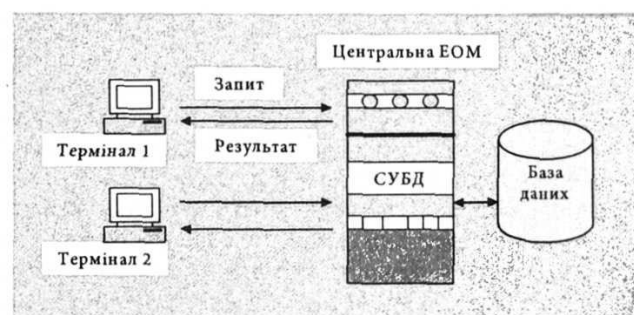 Центральна ЕОМ
Запит
Результат
Термінал 1
СУБД
База
даних
Термінал 2